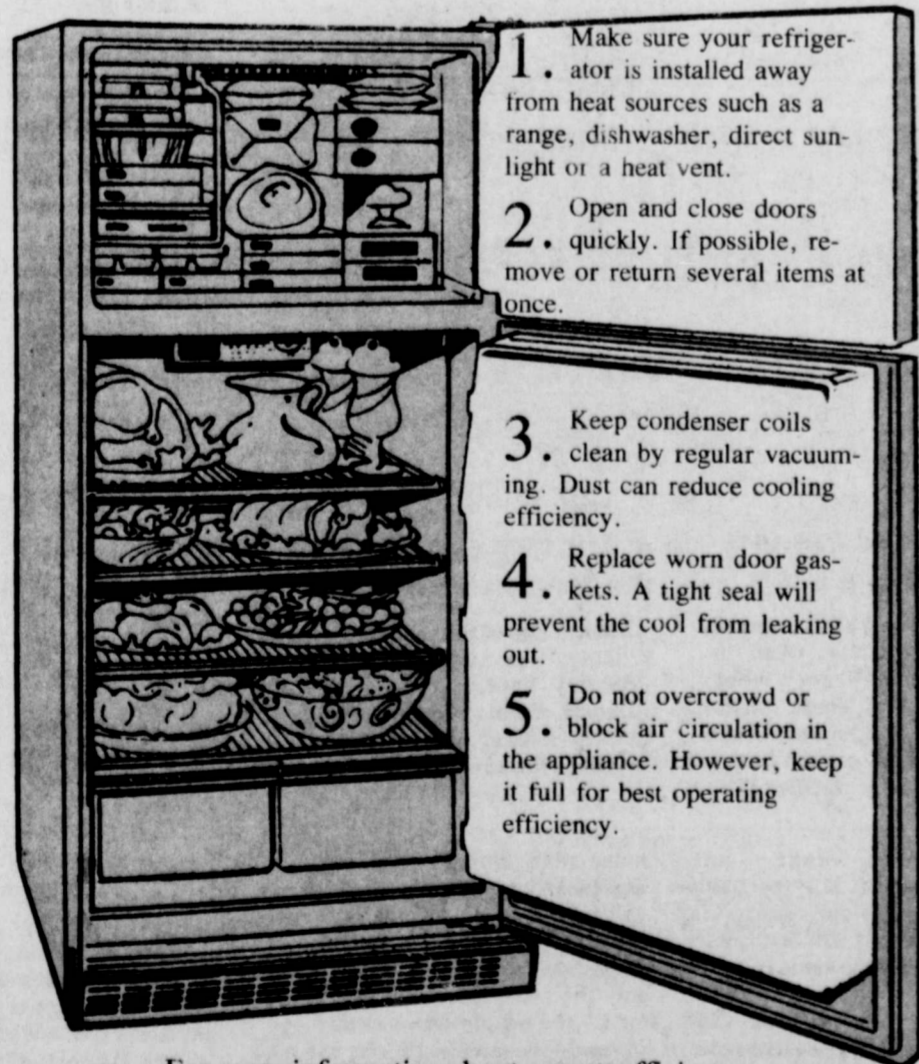 1. Make sure your refriger-
ator is installed away
from heat sources such as a
range, dishwasher, direct sun-
light or a heat vent.
2. Open and close doors
quickly. If possible, re-
move or return several items at
once.
3. Keep condenser coils
clean by regular vacuum-
ing. Dust can reduce cooling
efficiency.
4. Replace worn door gas-
kets. A tight seal will
prevent the cool from leaking
out.
5. Do not overcrowd or
block air circulation in
the appliance. However, keep
it full for best operating
efficiency.